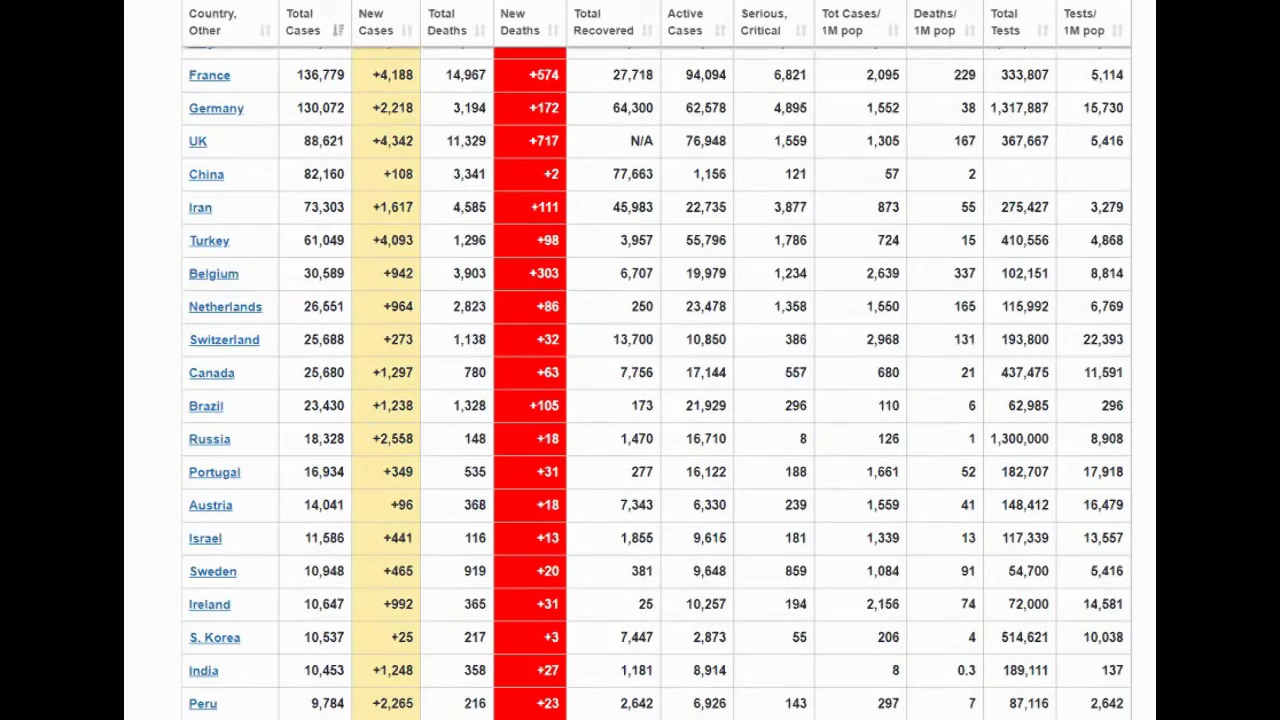 Country, Other Total Cases New Cases Total Deaths New Deaths Total Recovered Active Cases Serious, Critical Tot Cases/ 1M pop Deaths/ 1M pop Total Tests Tests/ 1M pop
France 136,779 +4,188 14,967 +574 27,718 94,094 6,821 2,095 229 333,807 5,114
Germany 130,072 +2,218 3,194 +172 64,300 62,578 4,895 1,552 38 1,317,887 15,730
UK 88,621 +4,342 11,329 +717 N/A 76,948 1,559 1,305 167 367,667 5,416
China 82,160 +108 3,341 +2 77,663 1,156 121 57 2
Iran 73,303 +1,617 4,585 +111 45,983 22,735 3,877 873 55 275,427 3,279
Turkey 61,049 +4,093 1,296 +98 3,957 55,796 1,786 724 15 410,556 4,868
Belgium 30,589 +942 3,903 +303 6,707 19,979 1,234 2,639 337 102,151 8,814
Netherlands 26,551 +964 2,823 +86 250 23,478 1,358 1,550 165 115,992 6,769
Switzerland 25,688 +273 1,138 +32 13,700 10,850 386 2,968 131 193,800 22,393
Canada 25,680 +1,297 780 +63 7,756 17,144 557 680 21 437,475 11,591
Brazil 23,430 +1,238 1,328 +105 173 21,929 296 110 6 62,985 296
Russia 18,328 +2,558 148 +18 1,470 16,710 8 126 1 1,300,000 8,908
Portugal 16,934 +349 535 +31 277 16,122 188 1,661 52 182,707 17,918
Austria 14,041 +96 368 +18 7,343 6,330 239 1,559 41 148,412 16,479
Israel 11,586 +441 116 +13 1,855 9,615 181 1,339 13 117,339 13,557
Sweden 10,948 +465 919 +20 381 9,648 859 1,084 91 54,700 5,416
Ireland 10,647 +992 365 +31 25 10,257 194 2,156 74 72,000 14,581
S. Korea 10,537 +25 217 +3 7,447 2,873 55 206 4 514,621 10,038
India 10,453 +1,248 358 +27 1,181 8,914 8 0.3 189,111 137
Peru 9,784 +2,265 216 +23 2,642 6,926 143 297 7 87,116 2,642